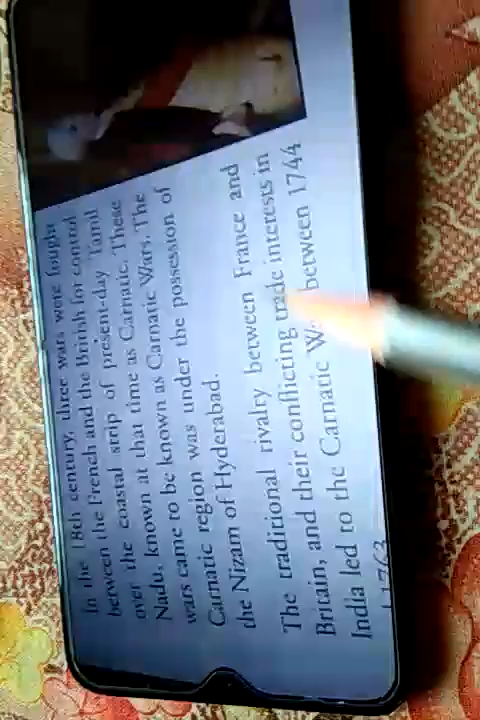 In the 18th century, three wars were fought
between the French and the British for control
over the coastal strip of present-day Tamil
Nadu, known at that time as Carnatic. These
wars came to be known as Carnatic Wars. The
Carnatic region was under the possession of
the Nizam of Hyderabad.
The traditional rivalry between France and
Britain, and their conflicting trade interests in
India led to the Carnatic between 1744
1763